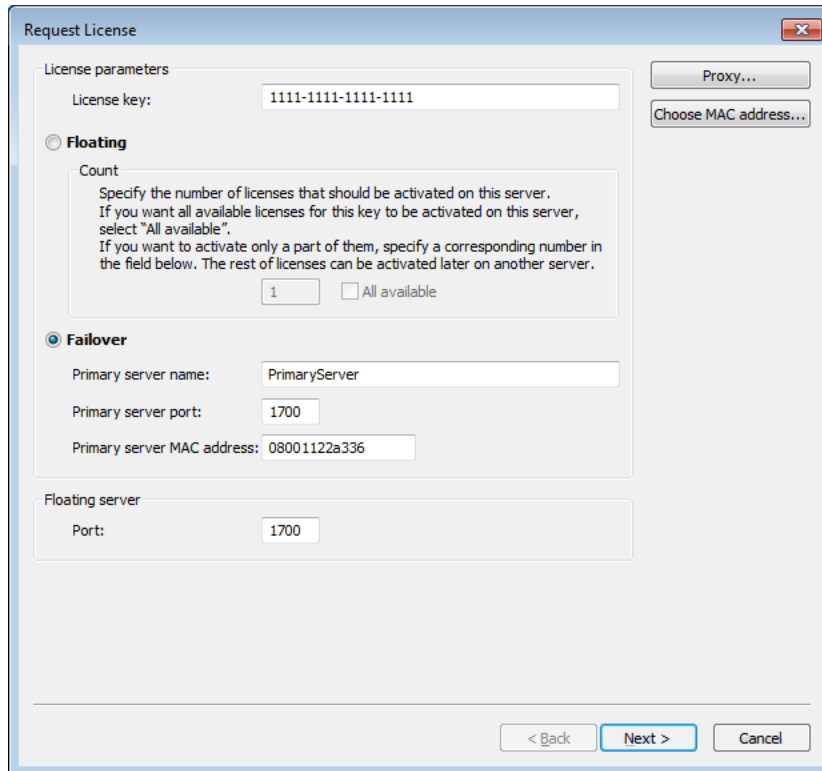 Request License
License parameters
Proxy...
License key: 1111-1111-1111-1111
Choose MAC address...
Floating
Count
Specify the number of licenses that should be activated on this server.
If you want all available licenses for this key to be activated on this server,
select “All available”.
If you want to activate only a part of them, specify a corresponding number in
the field below. The rest of licenses can be activated later on another server.
1 All available
Failover
Primary server name: PrimaryServer
Primary server port: 1700
Primary server MAC address: 08001122a336
Floating server
Port: 1700
< Back Next > Cancel